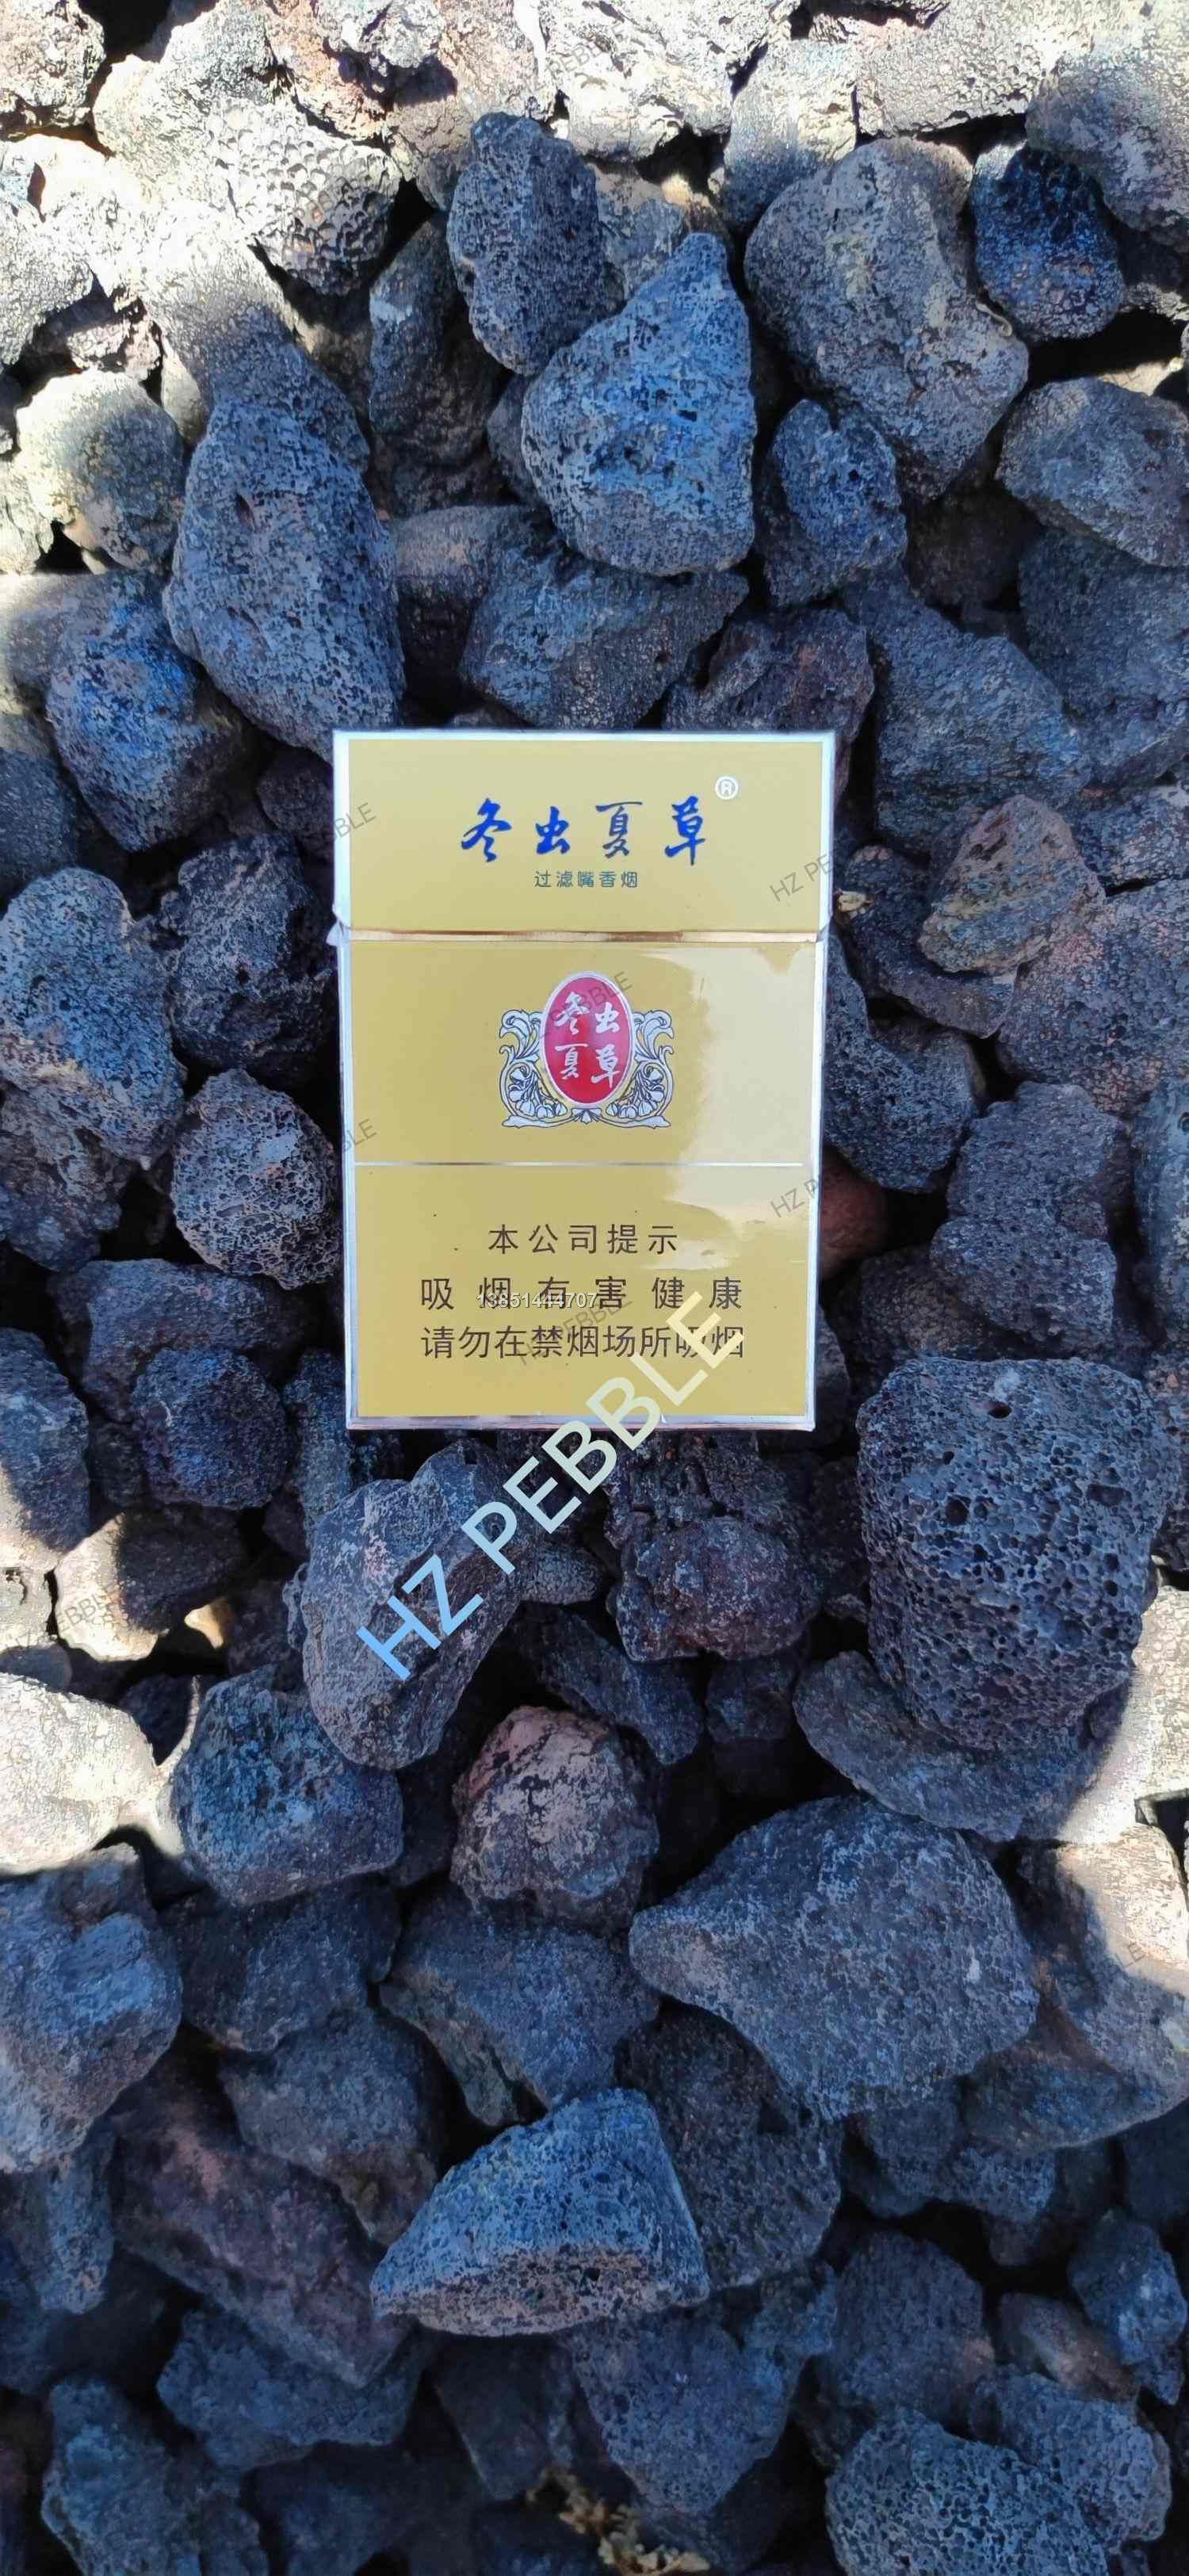 冬虫夏草®
过滤嘴香烟
冬虫
夏草
本公司提示
吸烟有害健康
13851444707
请勿在禁烟场所吸烟
HZ PEBBLE